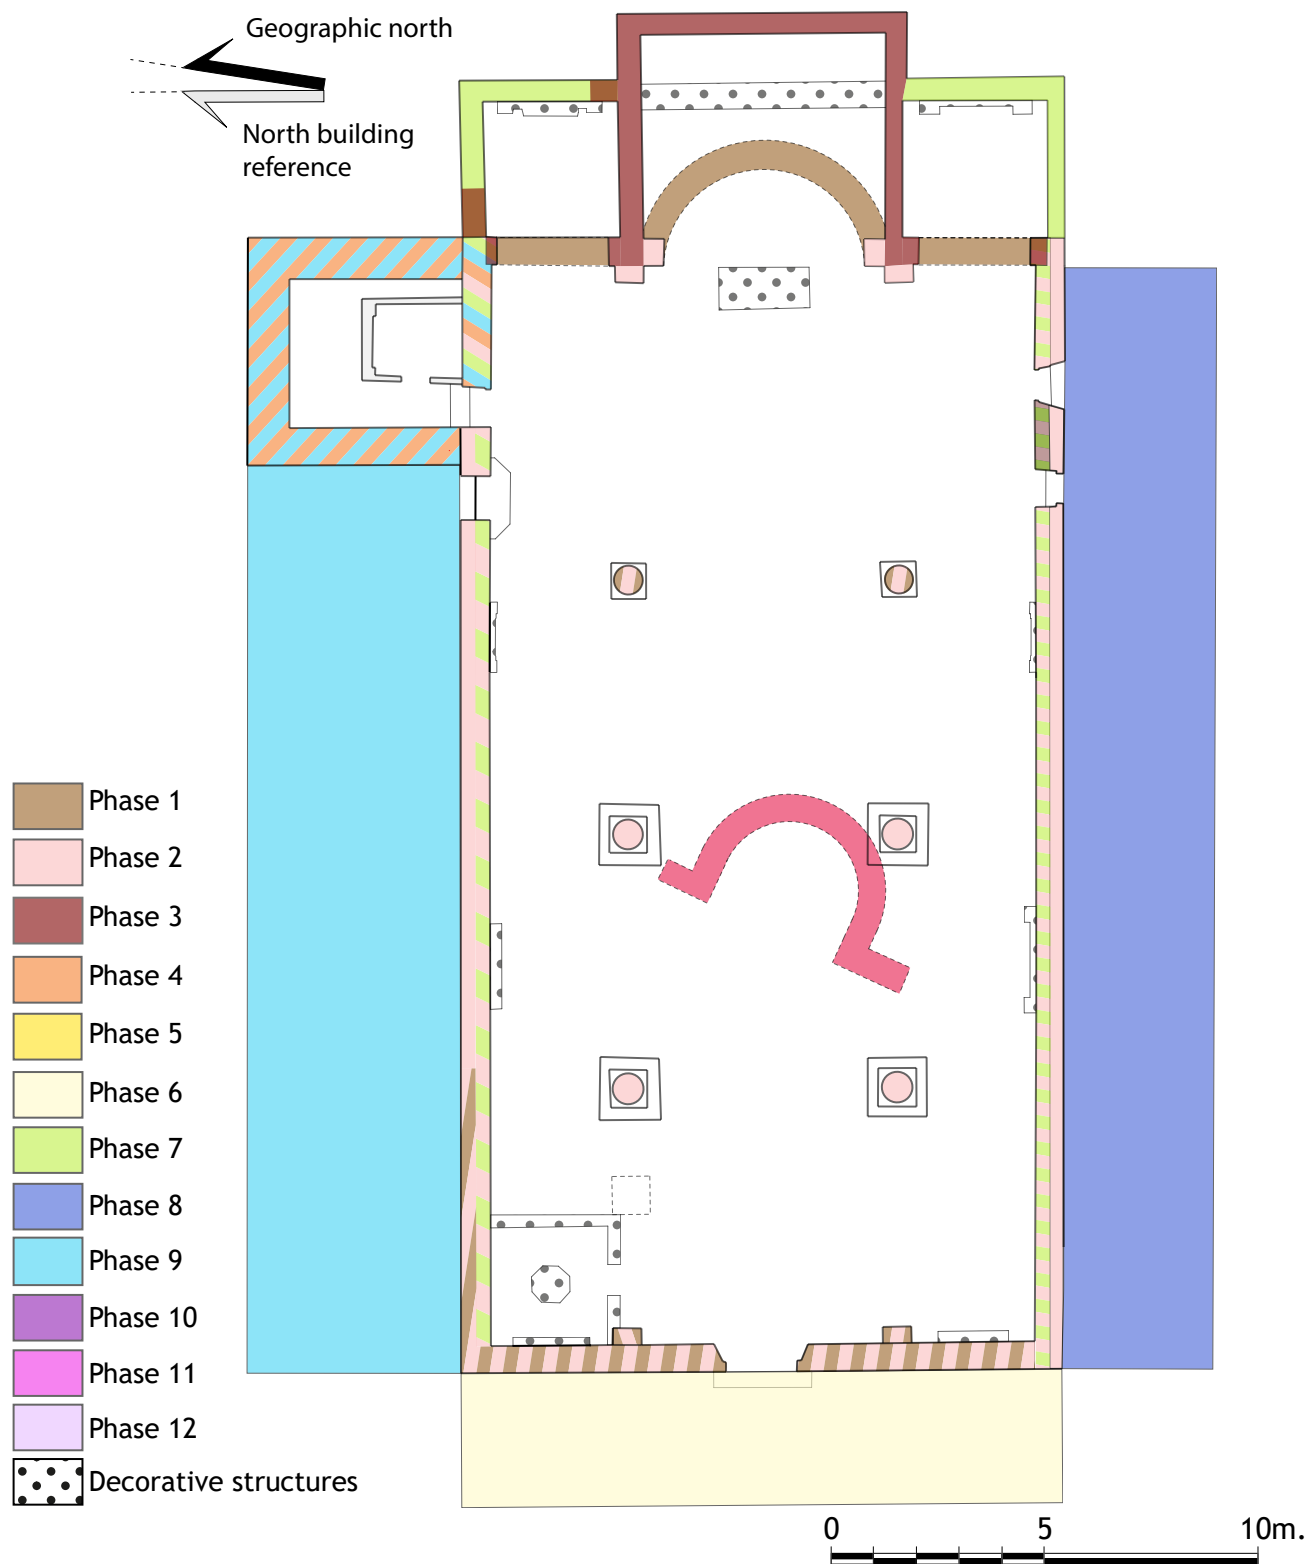 Geographic north
North building
reference
Phase 1
Phase 2
Phase 3
Phase 4
Phase 5
Phase 6
Phase 7
Phase 8
Phase 9
Phase 10
Phase 11
Phase 12
Decorative structures
0 5 10m.